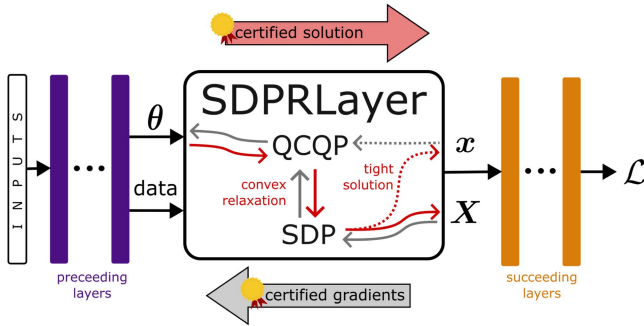 certified solution
INPUTS
θ
data
SDPRLayer
QCQP
convex
relaxation
tight
solution
SDP
x
X
ℒ
preceeding
layers
succeeding
layers
certified gradients